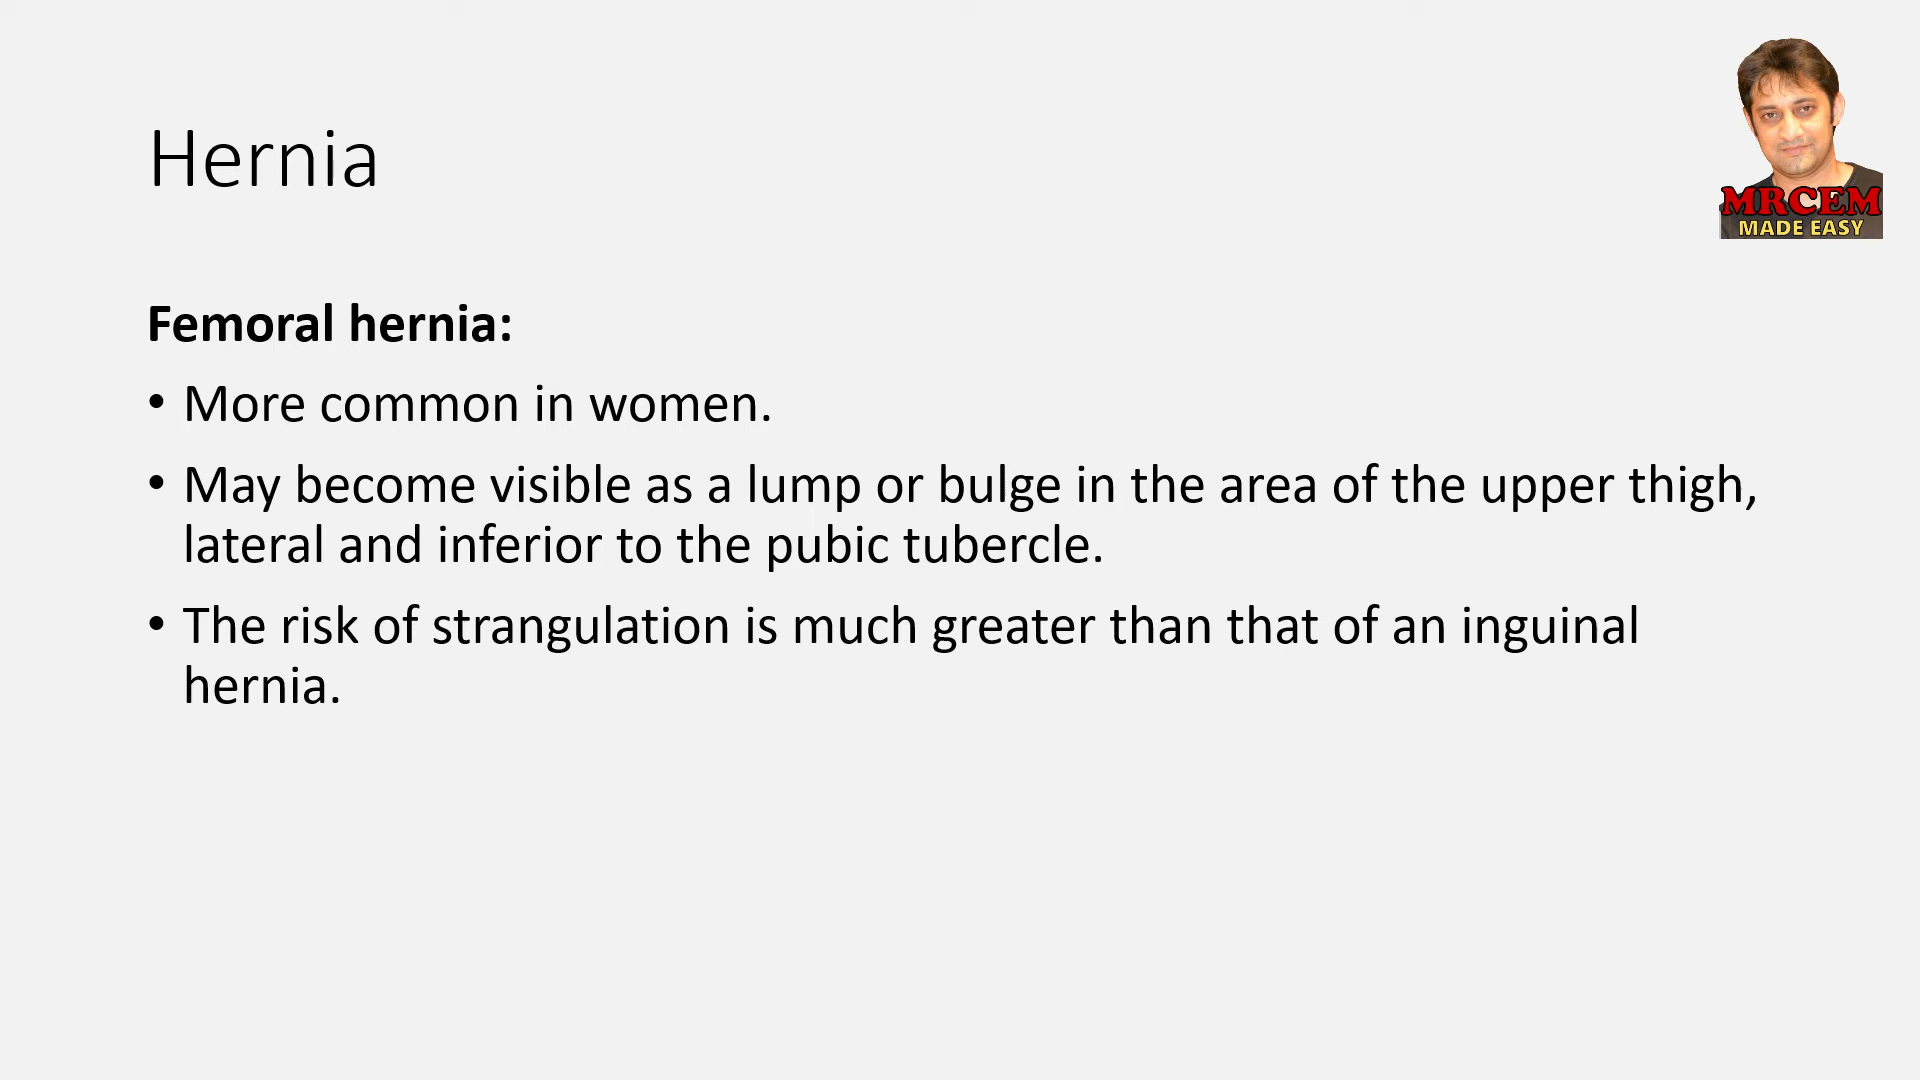 Hernia
MRCEM
MADE EASY
Femoral hernia:
• More common in women.
• May become visible as a lump or bulge in the area of the upper thigh,
lateral and inferior to the pubic tubercle.
• The risk of strangulation is much greater than that of an inguinal
hernia.